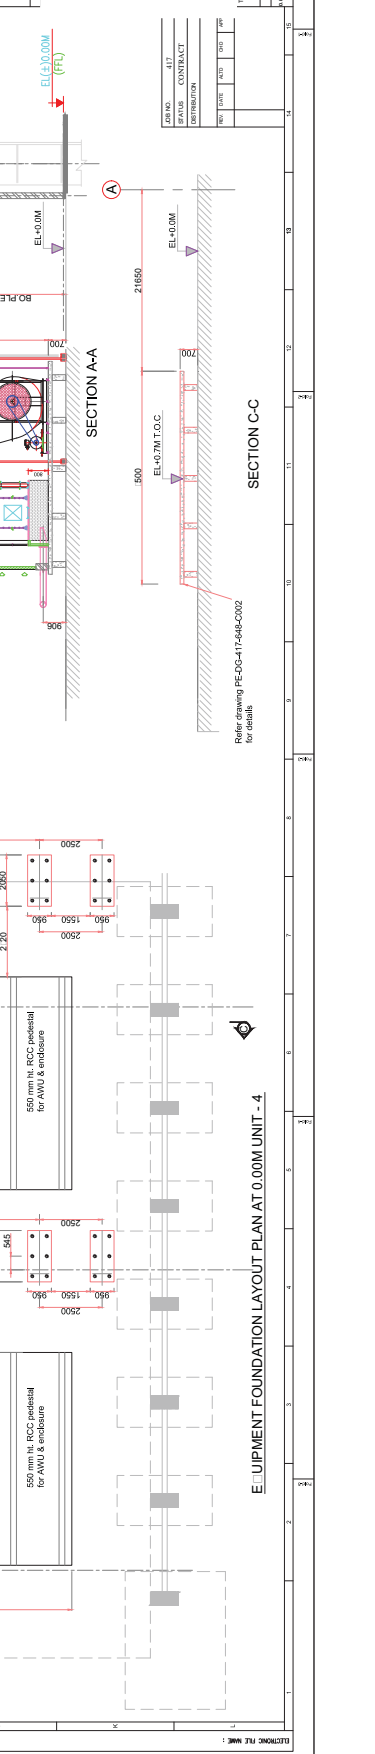 EL(±)0.00M
(FFL)
EL+0.0M
700
SECTION A-A
800
906
JOB NO. 417
STATUS CONTRACT
DISTRIBUTION
REV. DATE ALTD CHD APP
A
EL+0.0M
21650
700
EL+0.7M T.O.C
□500
SECTION C-C
Refer drawing PE-DG-417-648-C002
for details
2500
2050
950 1550 950
2500
2120
550 mm ht. RCC pedestal
for AWU & enclosure
C
2500
545
950 1550 950
2500
550 mm ht. RCC pedestal
for AWU & enclosure
E□UIPMENT FOUNDATION LAYOUT PLAN AT 0.00M UNIT - 4
15
14
13
12
11
10
9
8
7
6
5
4
3
2
1
K
L
ELECTRONIC FILE NAME :